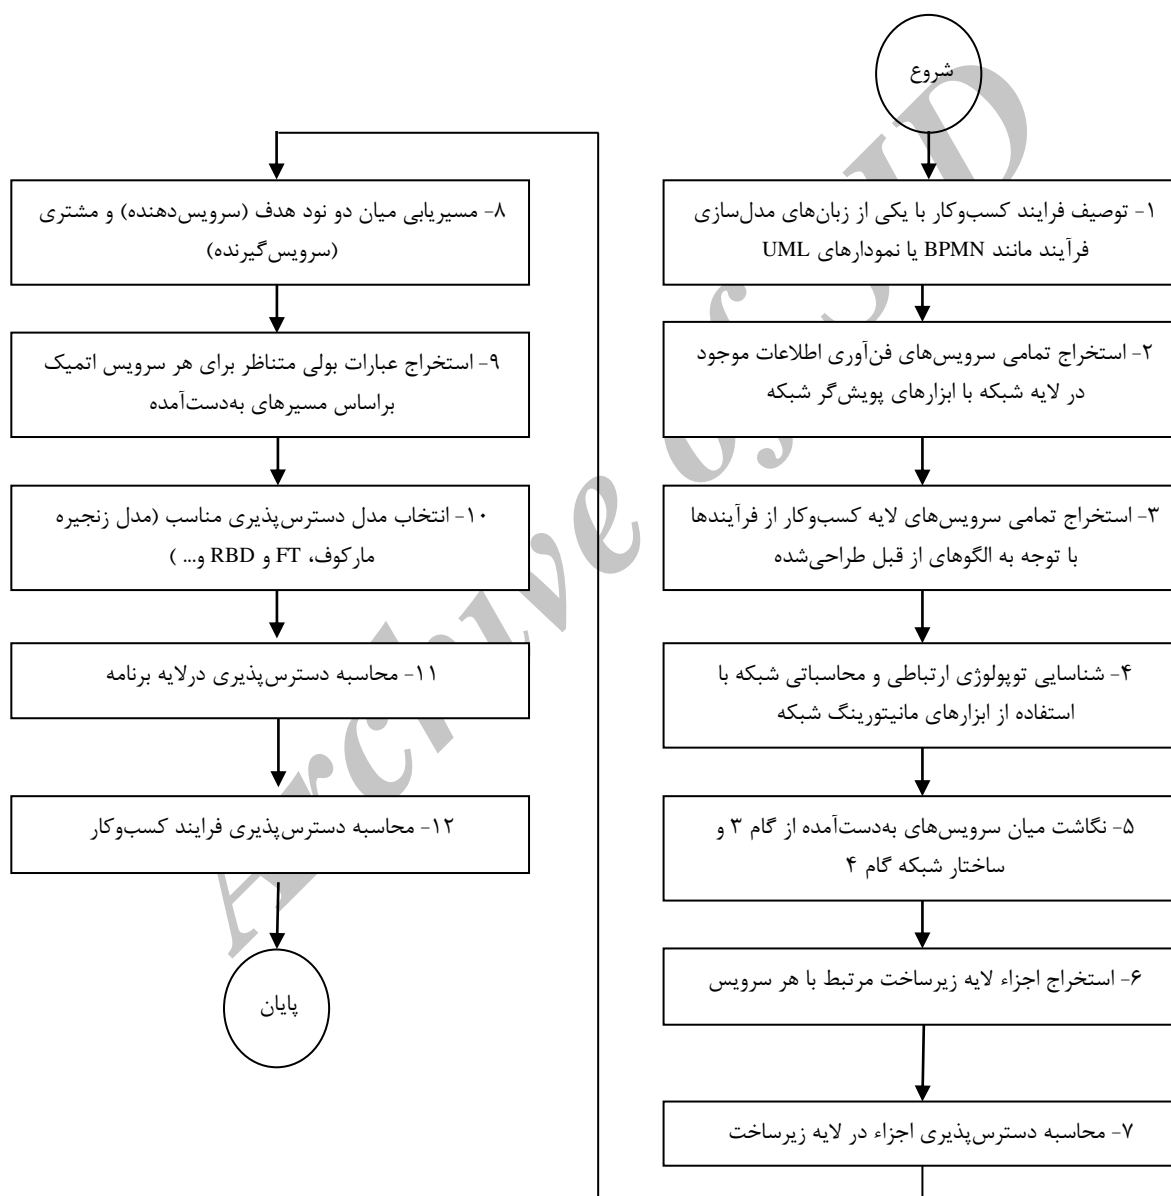 شروع
۱- توصیف فرایند کسب‌وکار با یکی از زبان‌های مدل‌سازی
فرآیند مانند BPMN یا نمودارهای UML
۲- استخراج تمامی سرویس‌های فن‌آوری اطلاعات موجود
در لایه شبکه با ابزارهای پویش‌گر شبکه
۳- استخراج تمامی سرویس‌های لایه کسب‌وکار از فرآیندها
با توجه به الگوهای از قبل طراحی‌شده
۴- شناسایی توپولوژی ارتباطی و محاسباتی شبکه با
استفاده از ابزارهای مانیتورینگ شبکه
۵- نگاشت میان سرویس‌های به‌دست‌آمده از گام ۳ و
ساختار شبکه گام ۴
۶- استخراج اجزاء لایه زیرساخت مرتبط با هر سرویس
۷- محاسبه دسترس‌پذیری اجزاء در لایه زیرساخت
۸- مسیریابی میان دو نود هدف (سرویس‌دهنده) و مشتری
(سرویس‌گیرنده)
۹- استخراج عبارات بولی متناظر برای هر سرویس اتمیک
براساس مسیرهای به‌دست‌آمده
۱۰- انتخاب مدل دسترس‌پذیری مناسب (مدل زنجیره
مارکوف، FT و RBD و... )
۱۱- محاسبه دسترس‌پذیری درلایه برنامه
۱۲- محاسبه دسترس‌پذیری فرایند کسب‌وکار
پایان
Archive of SID